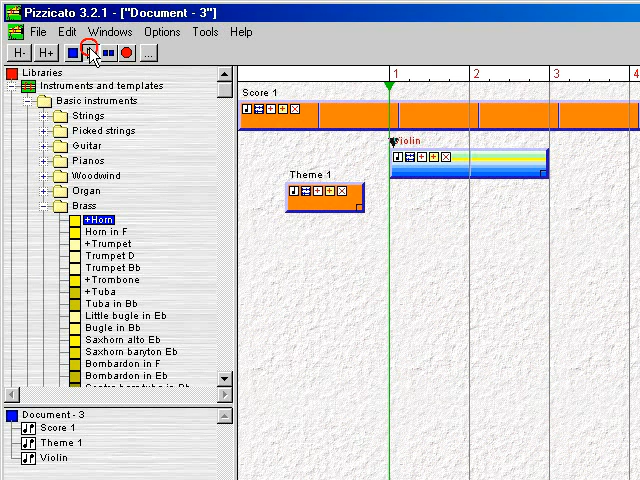 Pizzicato 3.2.1 - ["Document - 3"]
File Edit Windows Options Tools Help
H- H+ ...
Libraries
Instruments and templates
Basic instruments
Strings
Picked strings
Guitar
Pianos
Woodwind
Organ
Brass
+Horn
Horn in F
+Trumpet
Trumpet D
Trumpet Bb
+Trombone
+Tuba
Tuba in Bb
Little bugle in Eb
Bugle in Bb
Saxhorn alto Eb
Saxhorn baryton Eb
Bombardon in F
Bombardon in Eb
Document - 3
Score 1
Theme 1
Violin
1 2 3 4
Score 1
Violin
Theme 1